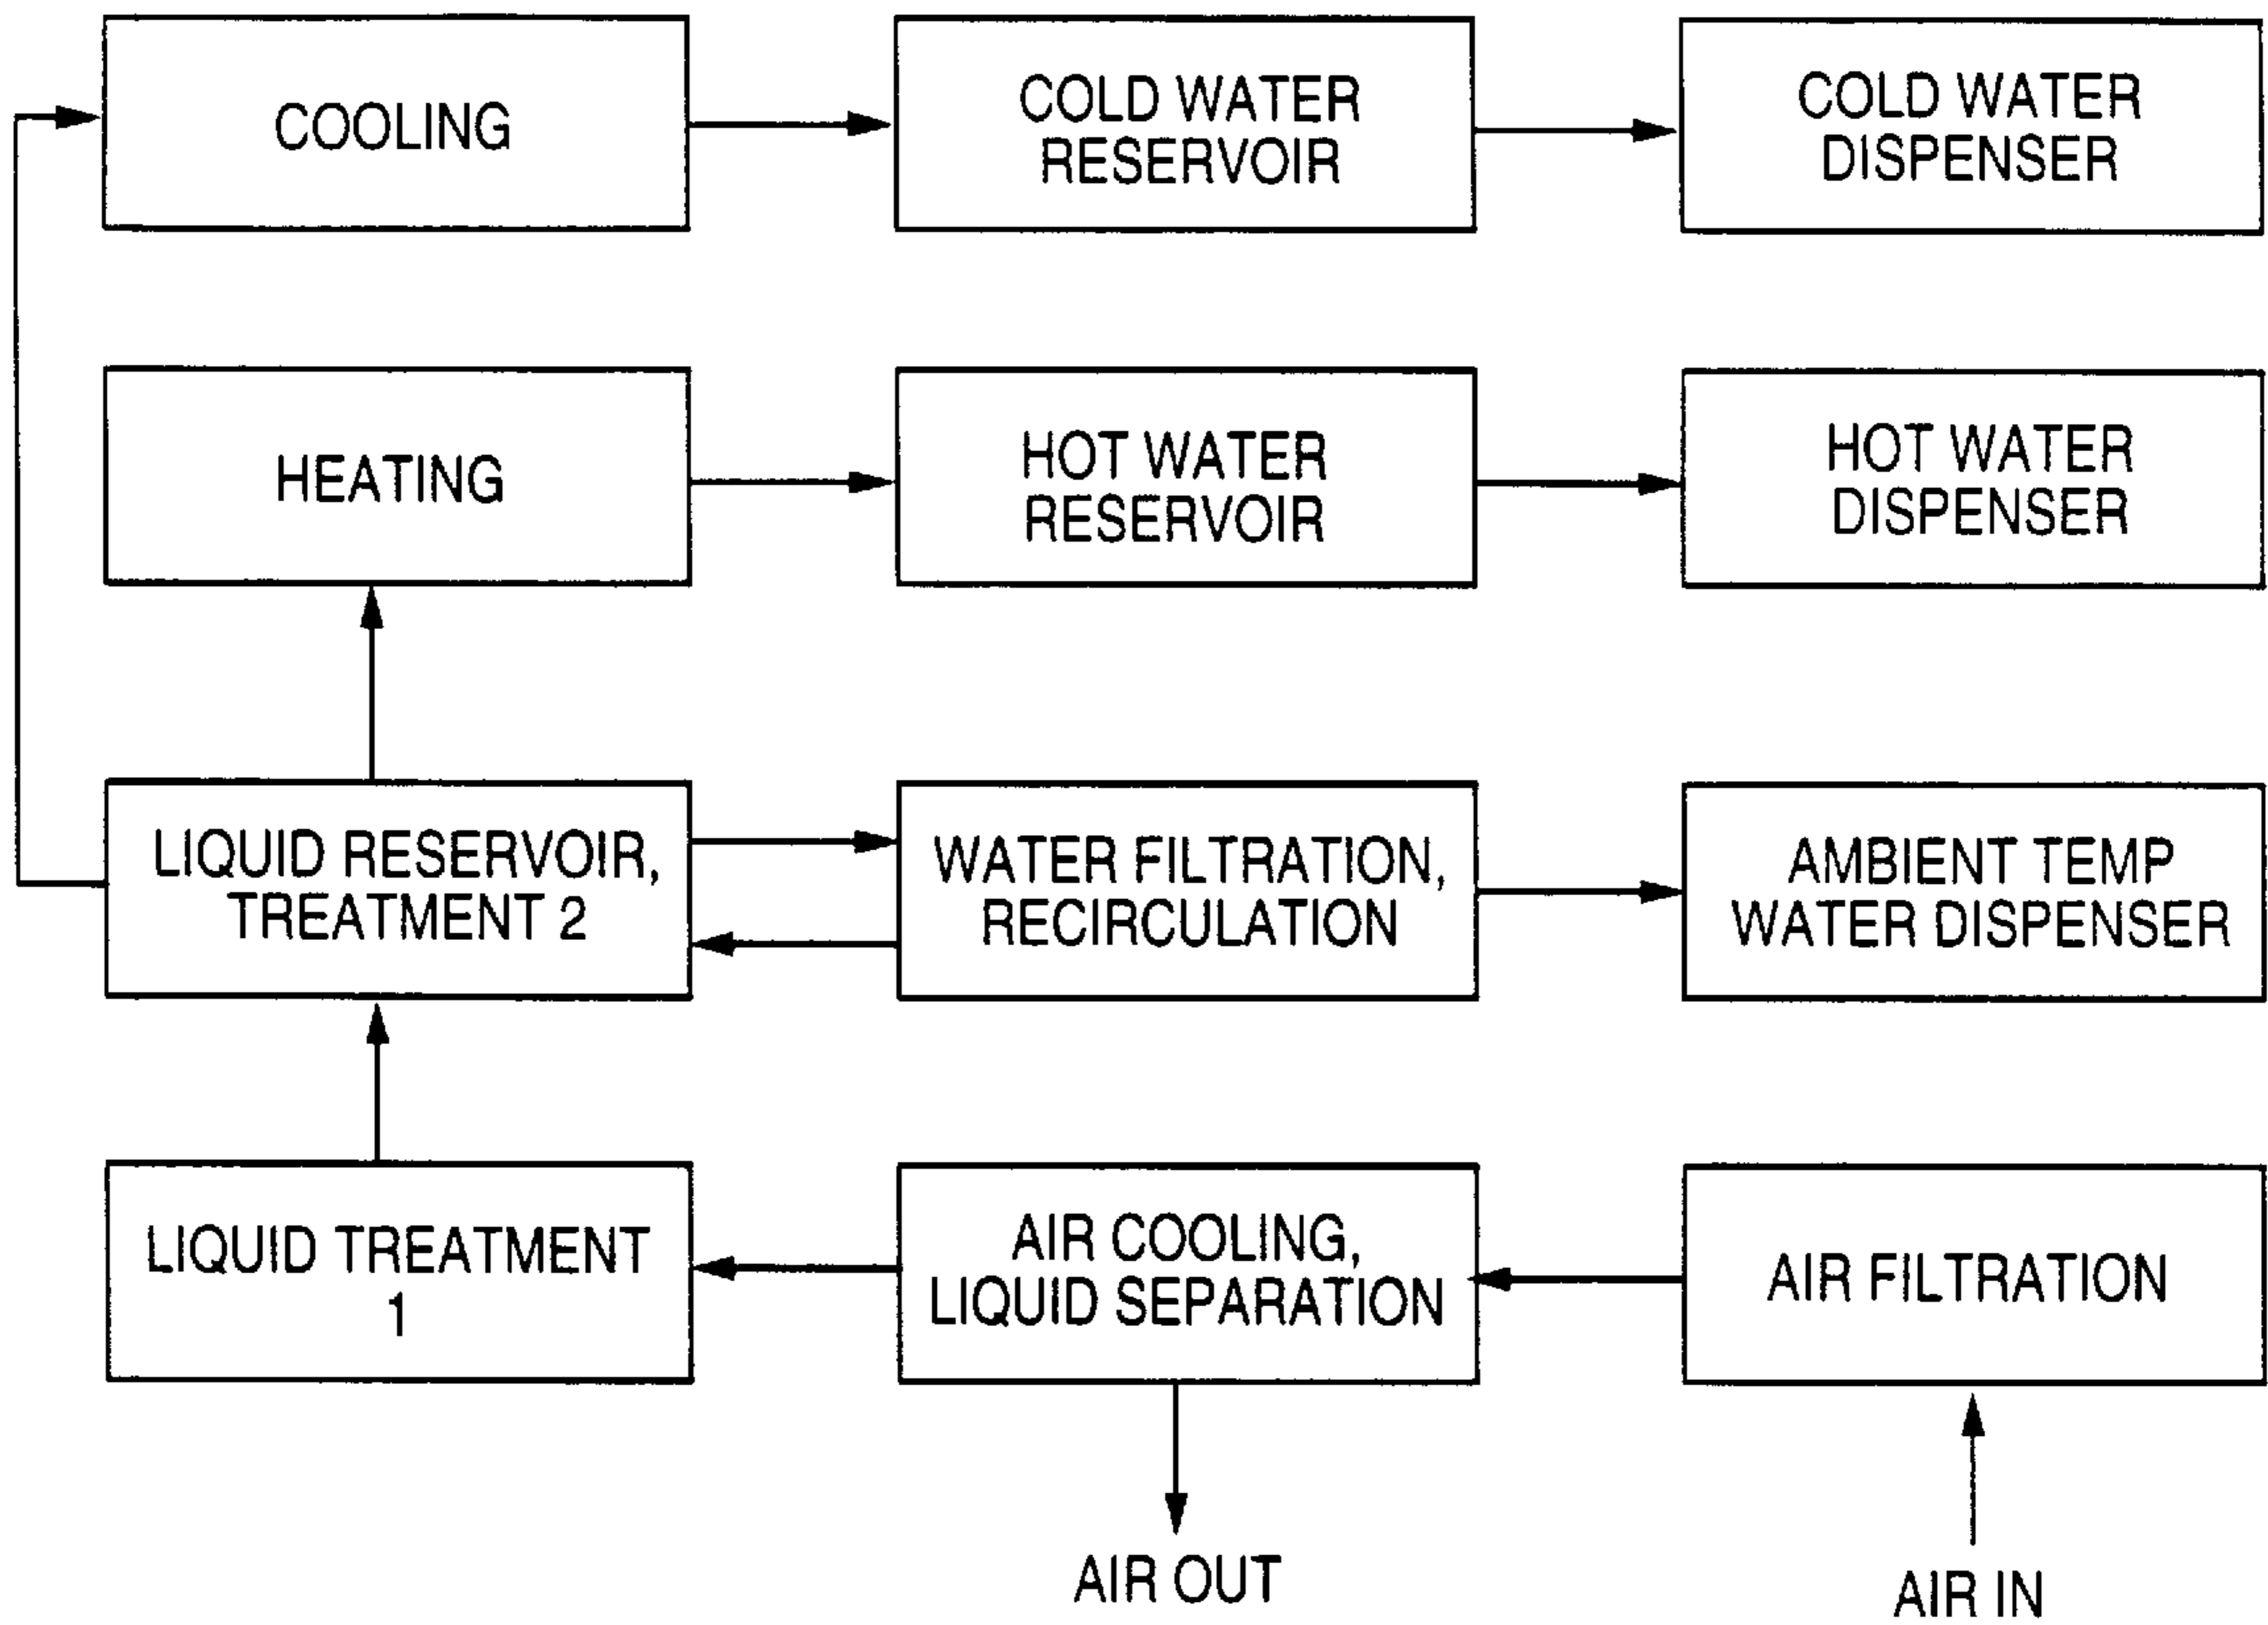 COOLING
COLD WATER
RESERVOIR
COLD WATER
DISPENSER
HEATING
HOT WATER
RESERVOIR
HOT WATER
DISPENSER
LIQUID RESERVOIR,
TREATMENT 2
WATER FILTRATION,
RECIRCULATION
AMBIENT TEMP
WATER DISPENSER
LIQUID TREATMENT
1
AIR COOLING,
LIQUID SEPARATION
AIR FILTRATION
AIR OUT
AIR IN